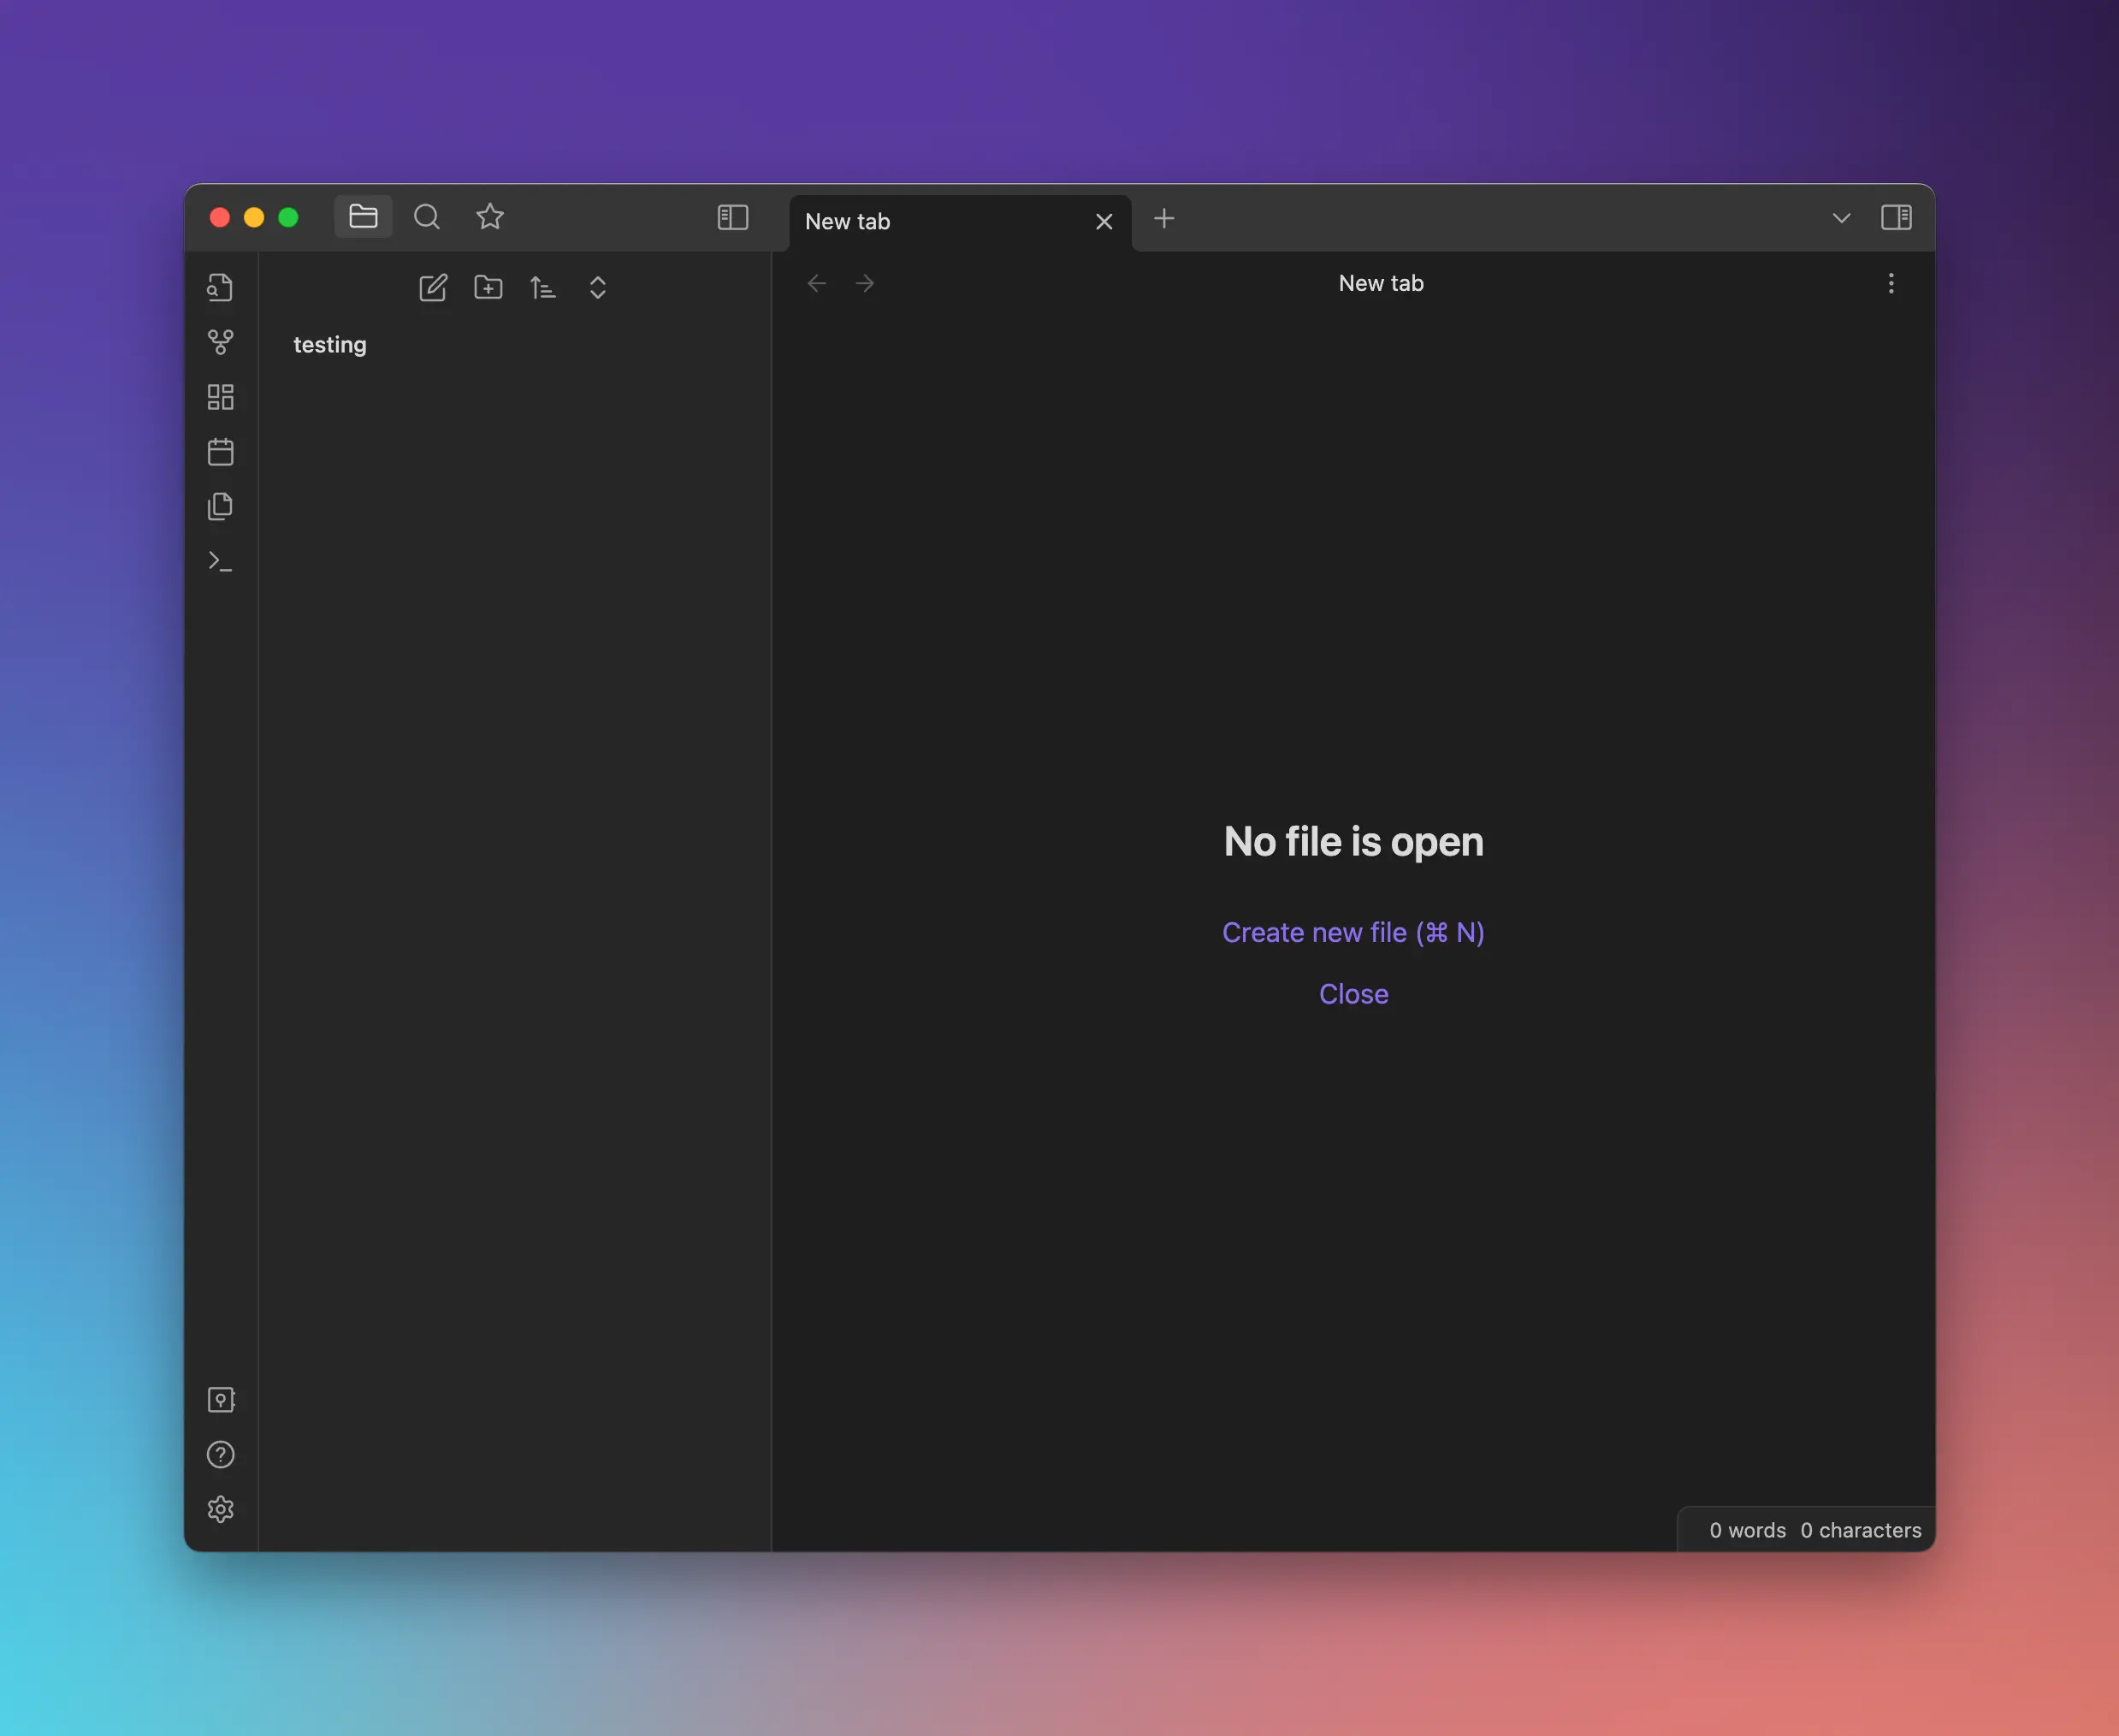 New tab
New tab
testing
No file is open
Create new file (⌘ N)
Close
0 words 0 characters